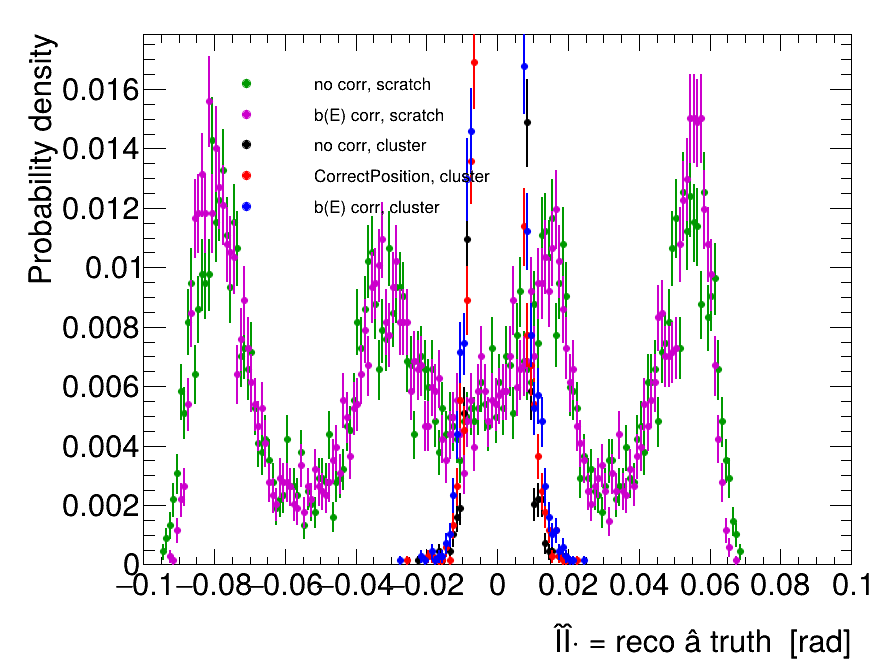 Probability density
0.016
0.014
0.012
0.01
0.008
0.006
0.004
0.002
0
no corr, scratch
b(E) corr, scratch
no corr, cluster
CorrectPosition, cluster
b(E) corr, cluster
−0.1 −0.08 −0.06 −0.04 −0.02 0 0.02 0.04 0.06 0.08 0.1
ÎÎ· = reco â truth [rad]